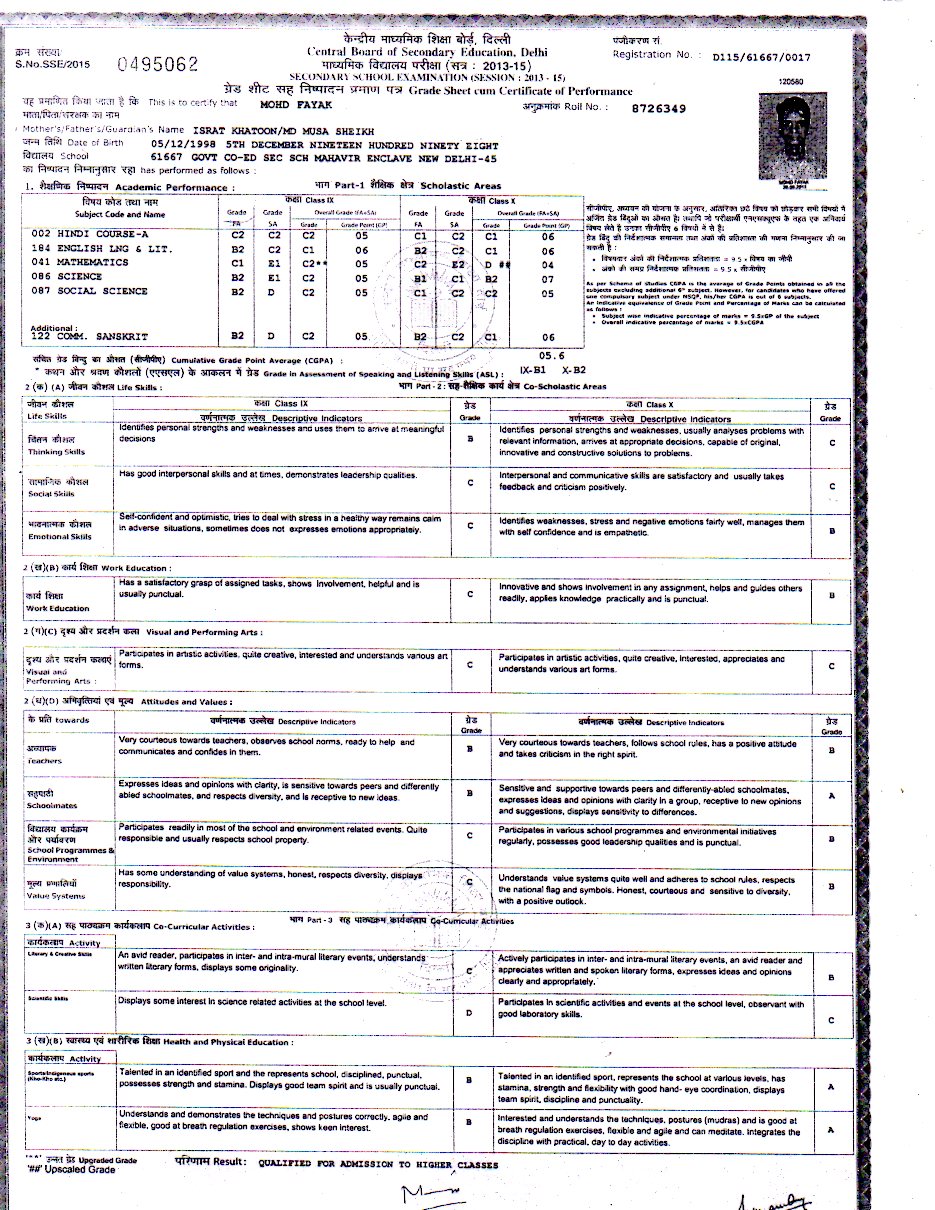 केन्द्रीय माध्यमिक शिक्षा बोर्ड, दिल्ली
क्रम संख्या
S.No.SSE/2015 0495062
Central Board of Secondary Education, Delhi
पंजीकरण सं.
Registration No. : D115/61667/0017
माध्यमिक विद्यालय परीक्षा (सत्र : 2013-15)
SECONDARY SCHOOL EXAMINATION (SESSION : 2013 - 15)
120580
ग्रेड शीट सह निष्पादन प्रमाण पत्र Grade Sheet cum Certificate of Performance
यह प्रमाणित किया जाता है कि This is to certify that MOHD FAYAK
अनुक्रमांक Roll No. : 8726349
माता/पिता/संरक्षक का नाम
Mother's/Father's/Guardian's Name ISRAT KHATOON/MD MUSA SHEIKH
जन्म तिथि Date of Birth 05/12/1998 5TH DECEMBER NINETEEN HUNDRED NINETY EIGHT
विद्यालय School 61667 GOVT CO-ED SEC SCH MAHAVIR ENCLAVE NEW DELHI-45
का निष्पादन निम्नानुसार रहा has performed as follows :
MOHD FAYAK
1. शैक्षणिक निष्पादन Academic Performance : भाग Part-1 शैक्षिक क्षेत्र Scholastic Areas
विषय कोड तथा नाम कक्षा Class IX कक्षा Class X
Subject Code and Name Grade Grade Overall Grade (FA+SA) Grade Grade Overall Grade (FA+SA)
FA SA Grade Grade Point (GP) FA SA Grade Grade Point (GP)
002 HINDI COURSE-A C2 C2 C2 05 C1 C2 C1 06
184 ENGLISH LNG & LIT. B2 C2 C1 06 B2 C2 C1 06
041 MATHEMATICS C1 E1 C2** 05 C2 E2 D ## 04
086 SCIENCE B2 E1 C2 05 B1 C1 B2 07
087 SOCIAL SCIENCE B2 D C2 05 C1 C2 C2 05
Additional :
122 COMM. SANSKRIT B2 D C2 05 B2 C2 C1 06
सीजीपीए, अध्ययन की योजना के अनुसार, अतिरिक्त छठे विषय को छोड़कर सभी विषयों में
अर्जित ग्रेड बिंदुओं का औसत है।
ग्रेड बिंदु की निर्देशात्मक समानता तथा अंकों की प्रतिशतता की गणना निम्नानुसार की जा
सकती है :
• विषयवार अंकों की निर्देशात्मक प्रतिशतता = 9.5 × विषय का जीपी
• अंकों की समग्र निर्देशात्मक प्रतिशतता = 9.5 × सीजीपीए
As per Scheme of studies CGPA is the average of Grade Points obtained in all the
subjects excluding additional 6th subject. However, for candidates who have offered
one compulsory subject under NSQF, his/her CGPA is out of 6 subjects.
An indicative equivalence of Grade Point and Percentage of Marks can be calculated
as follows :
• Subject wise indicative percentage of marks = 9.5xGP of the subject
• Overall indicative percentage of marks = 9.5xCGPA
संचित ग्रेड बिन्दु का औसत (सीजीपीए) Cumulative Grade Point Average (CGPA) : 05.6
* कथन और श्रवण कौशलों (एएसएल) के आकलन में ग्रेड Grade in Assessment of Speaking and Listening Skills (ASL) : IX-B1 X-B2
2 (क) (A) जीवन कौशल Life Skills : भाग Part - 2 : सह-शैक्षिक कार्य क्षेत्र Co-Scholastic Areas
जीवन कौशल कक्षा Class IX ग्रेड कक्षा Class X ग्रेड
Life Skills वर्णनात्मक उल्लेख Descriptive Indicators Grade वर्णनात्मक उल्लेख Descriptive Indicators Grade
चिंतन कौशल
Thinking Skills
Identifies personal strengths and weaknesses and uses them to arrive at meaningful
decisions
B
Identifies personal strengths and weaknesses, usually analyses problems with
relevant information, arrives at appropriate decisions, capable of original,
innovative and constructive solutions to problems.
C
सामाजिक कौशल
Social Skills
Has good interpersonal skills and at times, demonstrates leadership qualities.
C
Interpersonal and communicative skills are satisfactory and usually takes
feedback and criticism positively.
C
भावनात्मक कौशल
Emotional Skills
Self-confident and optimistic, tries to deal with stress in a healthy way remains calm
in adverse situations, sometimes does not expresses emotions appropriately.
C
Identifies weaknesses, stress and negative emotions fairly well, manages them
with self confidence and is empathetic.
B
2 (ख)(B) कार्य शिक्षा Work Education :
कार्य शिक्षा
Work Education
Has a satisfactory grasp of assigned tasks, shows involvement, helpful and is
usually punctual.
C
Innovative and shows involvement in any assignment, helps and guides others
readily, applies knowledge practically and is punctual.
B
2 (ग)(C) दृश्य और प्रदर्शन कला Visual and Performing Arts :
दृश्य और प्रदर्शन कलाएं
Visual and
Performing Arts :
Participates in artistic activities, quite creative, interested and understands various art
forms.
C
Participates in artistic activities, quite creative, interested, appreciates and
understands various art forms.
C
2 (घ)(D) अभिवृत्तियां एवं मूल्य Attitudes and Values :
के प्रति towards वर्णनात्मक उल्लेख Descriptive Indicators ग्रेड वर्णनात्मक उल्लेख Descriptive Indicators ग्रेड
Grade Grade
अध्यापक
Teachers
Very courteous towards teachers, observes school norms, ready to help and
communicates and confides in them.
B
Very courteous towards teachers, follows school rules, has a positive attitude
and takes criticism in the right spirit.
B
सहपाठी
Schoolmates
Expresses ideas and opinions with clarity, is sensitive towards peers and differently
abled schoolmates, and respects diversity, and is receptive to new ideas.
B
Sensitive and supportive towards peers and differently-abled schoolmates,
expresses ideas and opinions with clarity in a group, receptive to new opinions
and suggestions, displays sensitivity to differences.
A
विद्यालय कार्यक्रम
और पर्यावरण
School Programmes &
Environment
Participates readily in most of the school and environment related events. Quite
responsible and usually respects school property.
C
Participates in various school programmes and environmental initiatives
regularly, possesses good leadership qualities and is punctual.
B
मूल्य प्रणालियाँ
Value Systems
Has some understanding of value systems, honest, respects diversity, displays
responsibility.
C
Understands value systems quite well and adheres to school rules, respects
the national flag and symbols. Honest, courteous and sensitive to diversity,
with a positive outlook.
B
भाग Part - 3 सह पाठ्यक्रम कार्यकलाप Co-Curricular Activities
3 (क)(A) सह पाठ्यक्रम कार्यकलाप Co-Curricular Activities :
कार्यकलाप Activity
Literary & Creative Skills
An avid reader, participates in inter- and intra-mural literary events, understands
written literary forms, displays some originality.
C
Actively participates in inter- and intra-mural literary events, an avid reader and
appreciates written and spoken literary forms, expresses ideas and opinions
clearly and appropriately.
B
Scientific Skills
Displays some interest in science related activities at the school level.
D
Participates in scientific activities and events at the school level, observant with
good laboratory skills.
C
3 (ख)(B) स्वास्थ्य एवं शारीरिक शिक्षा Health and Physical Education :
कार्यकलाप Activity
Sports/Indigenous sports
(Kho-Kho etc.)
Talented in an identified sport and the represents school, disciplined, punctual,
possesses strength and stamina. Displays good team spirit and is usually punctual.
B
Talented in an identified sport, represents the school at various levels, has
stamina, strength and flexibility with good hand- eye coordination, displays
team spirit, discipline and punctuality.
A
Yoga
Understands and demonstrates the techniques and postures correctly, agile and
flexible, good at breath regulation exercises, shows keen interest.
B
Interested and understands the techniques, postures (mudras) and is good at
breath regulation exercises, flexible and agile and can meditate. Integrates the
discipline with practical, day to day activities.
A
'**' उन्नत ग्रेड Upgraded Grade
'##' Upscaled Grade
परिणाम Result: QUALIFIED FOR ADMISSION TO HIGHER CLASSES